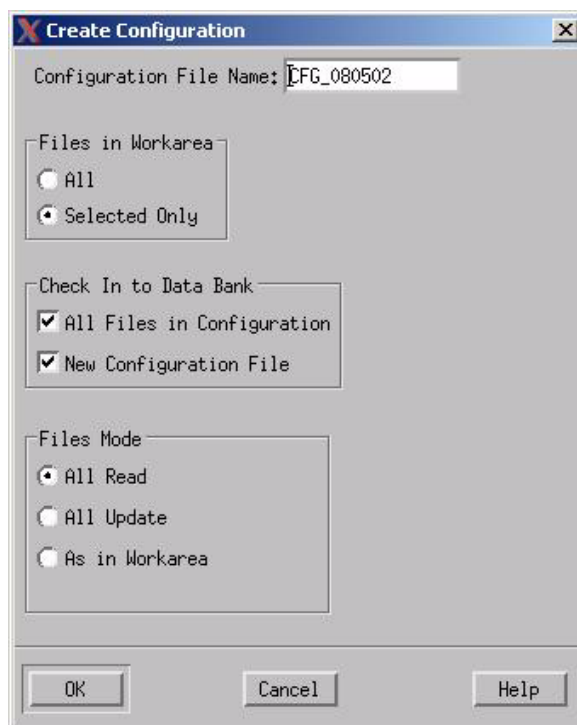 Create Configuration
Configuration File Name: CFG_080502
Files in Workarea
All
Selected Only
Check In to Data Bank
All Files in Configuration
New Configuration File
Files Mode
All Read
All Update
As in Workarea
OK Cancel Help